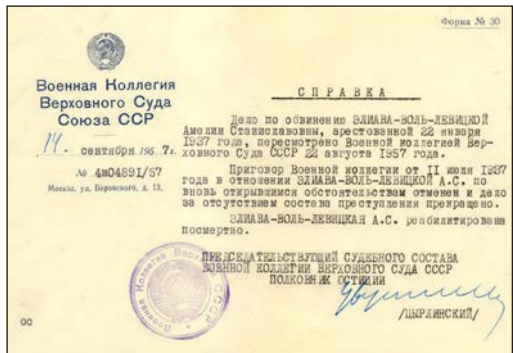 Форма № 30
Военная Коллегия
Верховного Суда
Союза ССР
14. сентября 1957г.
№ 4н04891/57
Москва, ул. Воровского, д. 13.
СПРАВКА
Дело по обвинению ЭЛИАВА-ВОЛЬ-ЛЕВИЦКОЙ
Амелии Станиславовны, арестованной 22 января
1937 года, пересмотрено Военной коллегией Вер-
ховного Суда СССР 22 августа 1957 года.
Приговор Военной коллегии от II июля 1937
года в отношении ЭЛИАВА-ВОЛЬ-ЛЕВИЦКОЙ А.С. по
вновь открывшимся обстоятельствам отменен и дело
за отсутствием состава преступления прекращено.
ЭЛИАВА-ВОЛЬ-ЛЕВИЦКАЯ А.С. реабилитирована
посмертно.
ПРЕДСЕДАТЕЛЬСТВУЮЩИЙ СУДЕБНОГО СОСТАВА
ВОЕННОЙ КОЛЛЕГИИ ВЕРХОВНОГО СУДА СССР
ПОЛКОВНИК ЮСТИЦИИ
/ЦЫРЛИНСКИЙ/
оо